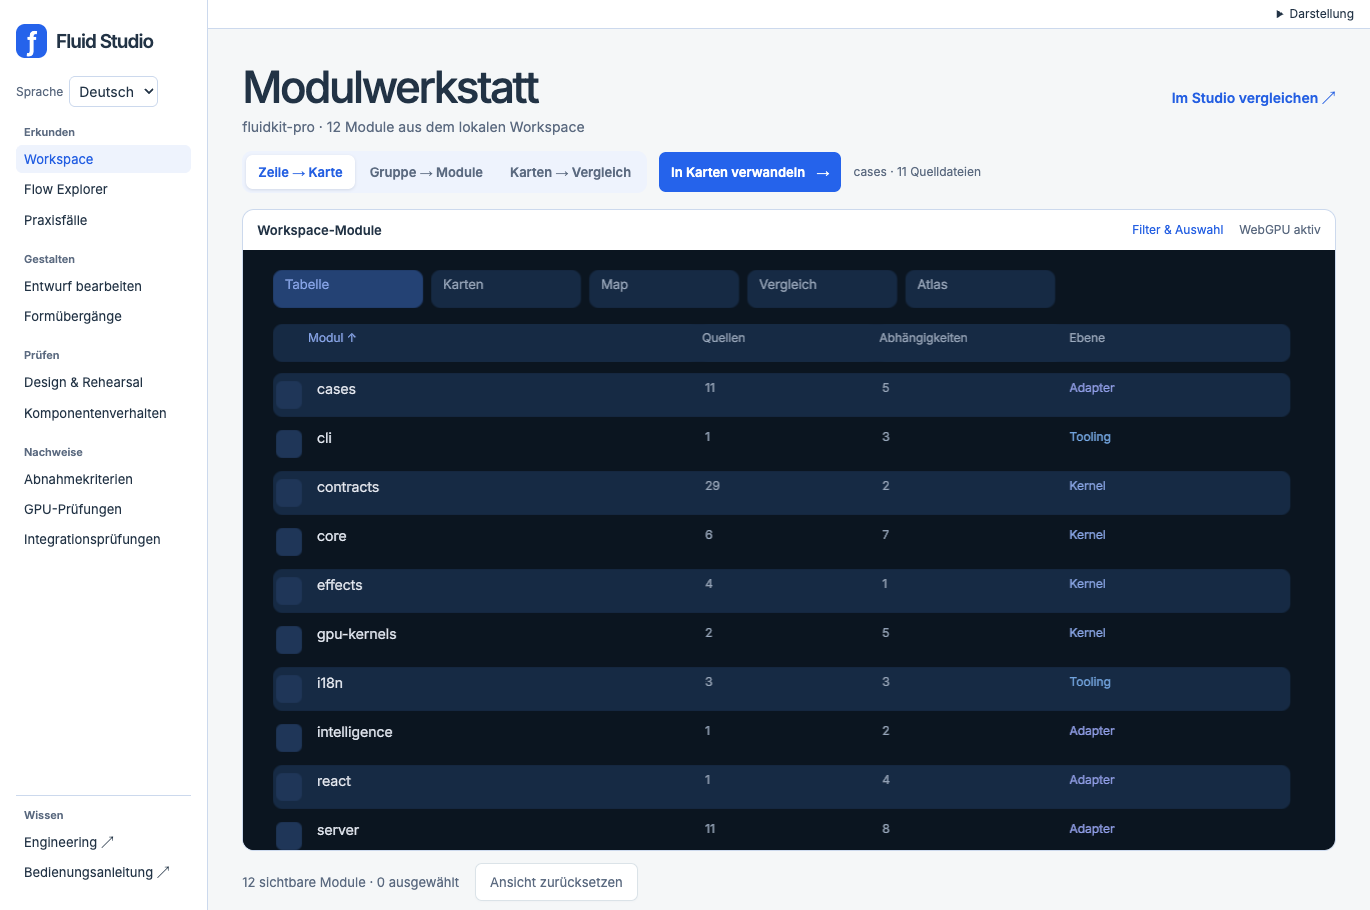 Darstellung
Fluid Studio
Sprache Deutsch
Erkunden
Workspace
Flow Explorer
Praxisfälle
Gestalten
Entwurf bearbeiten
Formübergänge
Prüfen
Design & Rehearsal
Komponentenverhalten
Nachweise
Abnahmekriterien
GPU-Prüfungen
Integrationsprüfungen
Wissen
Engineering ↗
Bedienungsanleitung ↗
Modulwerkstatt
Im Studio vergleichen ↗
fluidkit-pro · 12 Module aus dem lokalen Workspace
Zeile → Karte Gruppe → Module Karten → Vergleich In Karten verwandeln → cases · 11 Quelldateien
Workspace-Module Filter & Auswahl WebGPU aktiv
Tabelle Karten Map Vergleich Atlas
Modul ↑ Quellen Abhängigkeiten Ebene
cases 11 5 Adapter
cli 1 3 Tooling
contracts 29 2 Kernel
core 6 7 Kernel
effects 4 1 Kernel
gpu-kernels 2 5 Kernel
i18n 3 3 Tooling
intelligence 1 2 Adapter
react 1 4 Adapter
server 11 8 Adapter
12 sichtbare Module · 0 ausgewählt Ansicht zurücksetzen